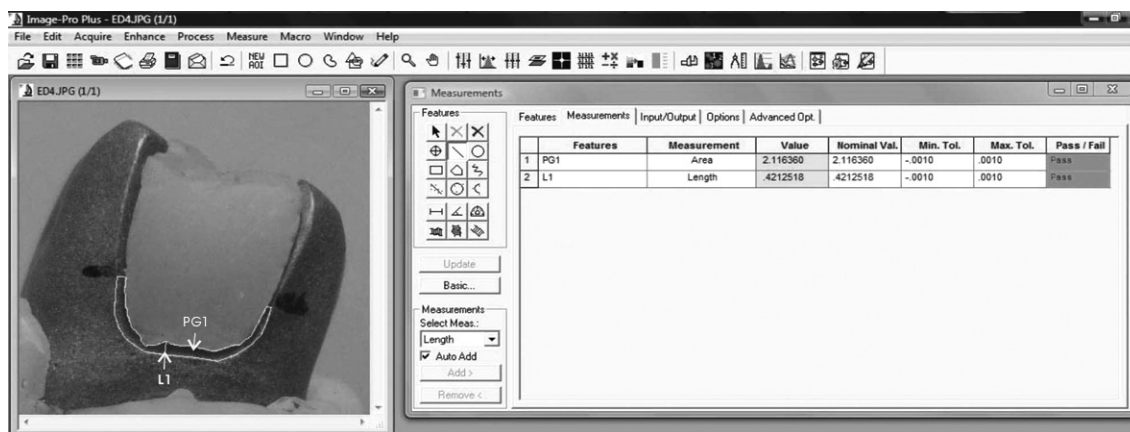 Image-Pro Plus - ED4.JPG (1/1)
File Edit Acquire Enhance Process Measure Macro Window Help
NEW
AOI
ED4.JPG (1/1)
PG1
L1
Measurements
Features
Update
Basic...
Measurements
Select Meas.:
Length
Auto Add
Add >
Remove <
Features Measurements Input/Output Options Advanced Opt.
Features Measurement Value Nominal Val. Min. Tol. Max. Tol. Pass / Fail
1 PG1 Area 2.116360 2.116360 -.0010 .0010 Pass
2 L1 Length .4212518 .4212518 -.0010 .0010 Pass